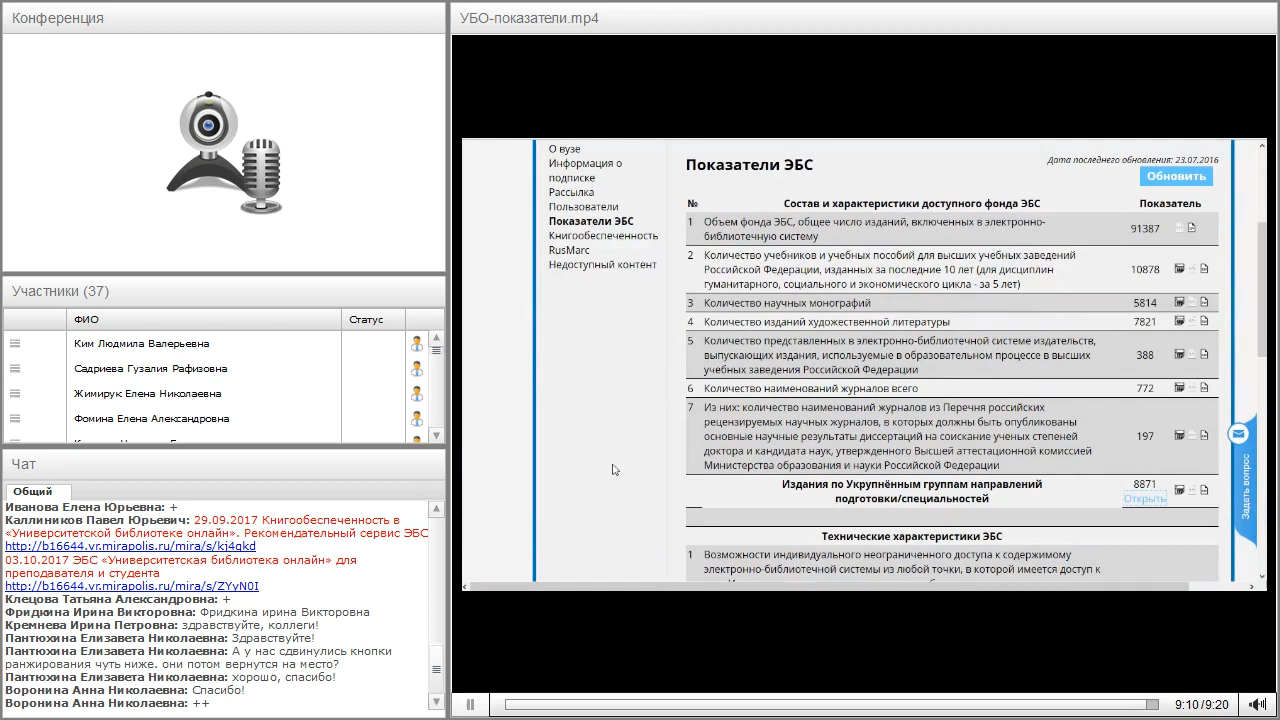 Конференция
УБО-показатели.mp4
Участники (37)
ФИО
Статус
Ким Людмила Валерьевна
Садриева Гузалия Рафизовна
Жимирук Елена Николаевна
Фомина Елена Александровна
Чат
Общий
Иванова Елена Юрьевна: +
Каллиников Павел Юрьевич: 29.09.2017 Книгообеспеченность в
«Университетской библиотеке онлайн». Рекомендательный сервис ЭБС
http://b16644.vr.mirapolis.ru/mira/s/kj4qkd
03.10.2017 ЭБС «Университетская библиотека онлайн» для
преподавателя и студента
http://b16644.vr.mirapolis.ru/mira/s/ZYyN0I
Клецова Татьяна Александровна: +
Фридкина Ирина Викторовна: Фридкина ирина Викторовна
Кремнева Ирина Петровна: здравствуйте, коллеги!
Пантюхина Елизавета Николаевна: Здравствуйте!
Пантюхина Елизавета Николаевна: А у нас сдвинулись кнопки
ранжирования чуть ниже. они потом вернутся на место?
Пантюхина Елизавета Николаевна: хорошо, спасибо!
Воронина Анна Николаевна: Спасибо!
Воронина Анна Николаевна: ++
О вузе
Информация о
подписке
Рассылка
Пользователи
Показатели ЭБС
Книгообеспеченность
RusMarc
Недоступный контент
Показатели ЭБС
Дата последнего обновления: 23.07.2016
Обновить
№ Состав и характеристики доступного фонда ЭБС Показатель
1 Объем фонда ЭБС, общее число изданий, включенных в электронно-
библиотечную систему 91387
2 Количество учебников и учебных пособий для высших учебных заведений
Российской Федерации, изданных за последние 10 лет (для дисциплин 10878
гуманитарного, социального и экономического цикла - за 5 лет)
3 Количество научных монографий 5814
4 Количество изданий художественной литературы 7821
5 Количество представленных в электронно-библиотечной системе издательств,
выпускающих издания, используемые в образовательном процессе в высших 388
учебных заведения Российской Федерации
6 Количество наименований журналов всего 772
7 Из них: количество наименований журналов из Перечня российских
рецензируемых научных журналов, в которых должны быть опубликованы
основные научные результаты диссертаций на соискание ученых степеней 197
доктора и кандидата наук, утвержденного Высшей аттестационной комиссией
Министерства образования и науки Российской Федерации
Издания по Укрупнённым группам направлений 8871
подготовки/специальностей Открыть
Технические характеристики ЭБС
1 Возможности индивидуального неограниченного доступа к содержимому
электронно-библиотечной системы из любой точки, в которой имеется доступ к
Задать вопрос
9:10/9:20